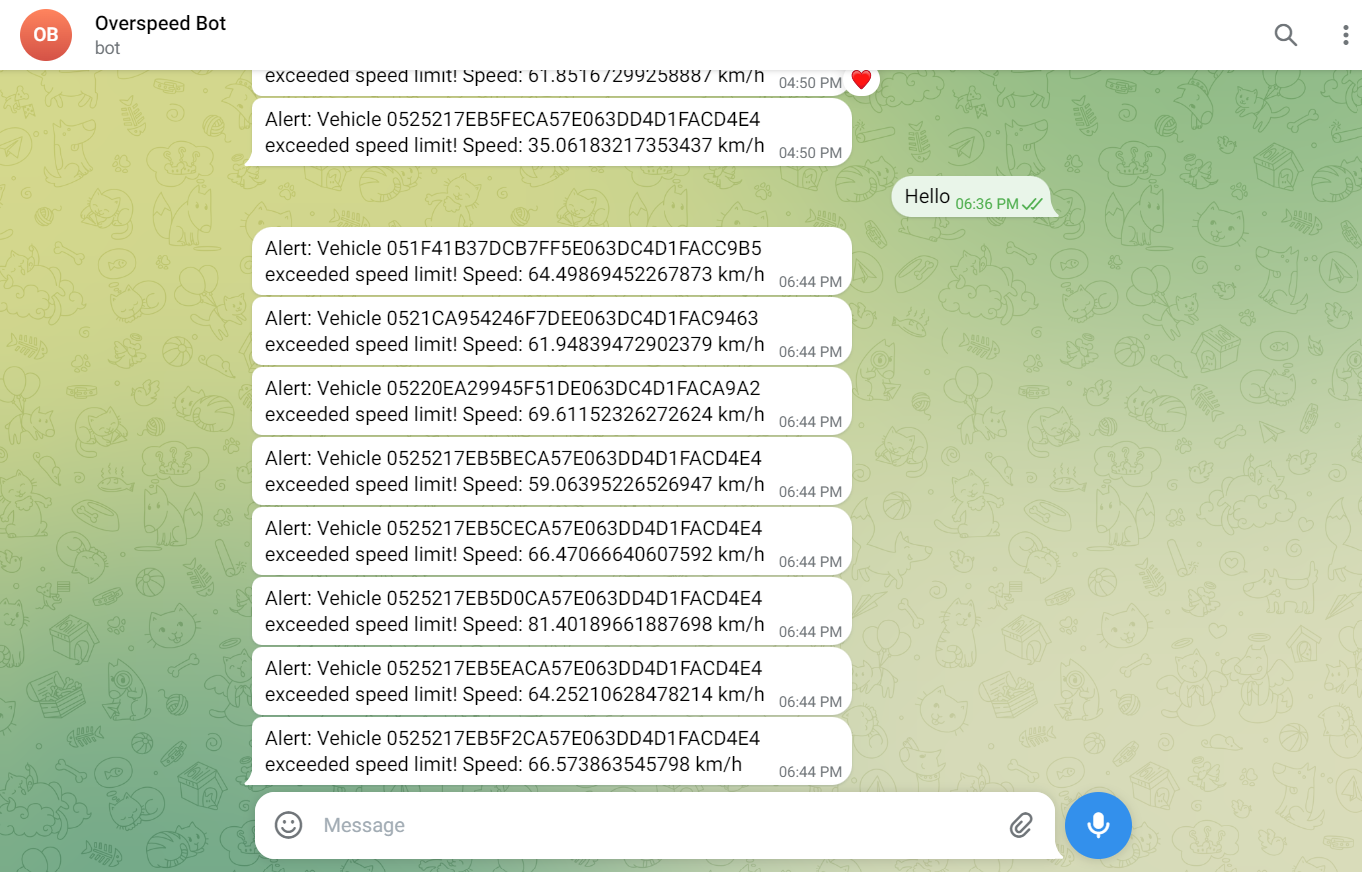 OB
Overspeed Bot
bot
exceeded speed limit! Speed: 61.85167299258887 km/h 04:50 PM
Alert: Vehicle 0525217EB5FECA57E063DD4D1FACD4E4
exceeded speed limit! Speed: 35.06183217353437 km/h 04:50 PM
Hello 06:36 PM
Alert: Vehicle 051F41B37DCB7FF5E063DC4D1FACC9B5
exceeded speed limit! Speed: 64.49869452267873 km/h 06:44 PM
Alert: Vehicle 0521CA954246F7DEE063DC4D1FAC9463
exceeded speed limit! Speed: 61.94839472902379 km/h 06:44 PM
Alert: Vehicle 05220EA29945F51DE063DC4D1FACA9A2
exceeded speed limit! Speed: 69.61152326272624 km/h 06:44 PM
Alert: Vehicle 0525217EB5BECA57E063DD4D1FACD4E4
exceeded speed limit! Speed: 59.06395226526947 km/h 06:44 PM
Alert: Vehicle 0525217EB5CECA57E063DD4D1FACD4E4
exceeded speed limit! Speed: 66.47066640607592 km/h 06:44 PM
Alert: Vehicle 0525217EB5D0CA57E063DD4D1FACD4E4
exceeded speed limit! Speed: 81.40189661887698 km/h 06:44 PM
Alert: Vehicle 0525217EB5EACA57E063DD4D1FACD4E4
exceeded speed limit! Speed: 64.25210628478214 km/h 06:44 PM
Alert: Vehicle 0525217EB5F2CA57E063DD4D1FACD4E4
exceeded speed limit! Speed: 66.573863545798 km/h 06:44 PM
Message